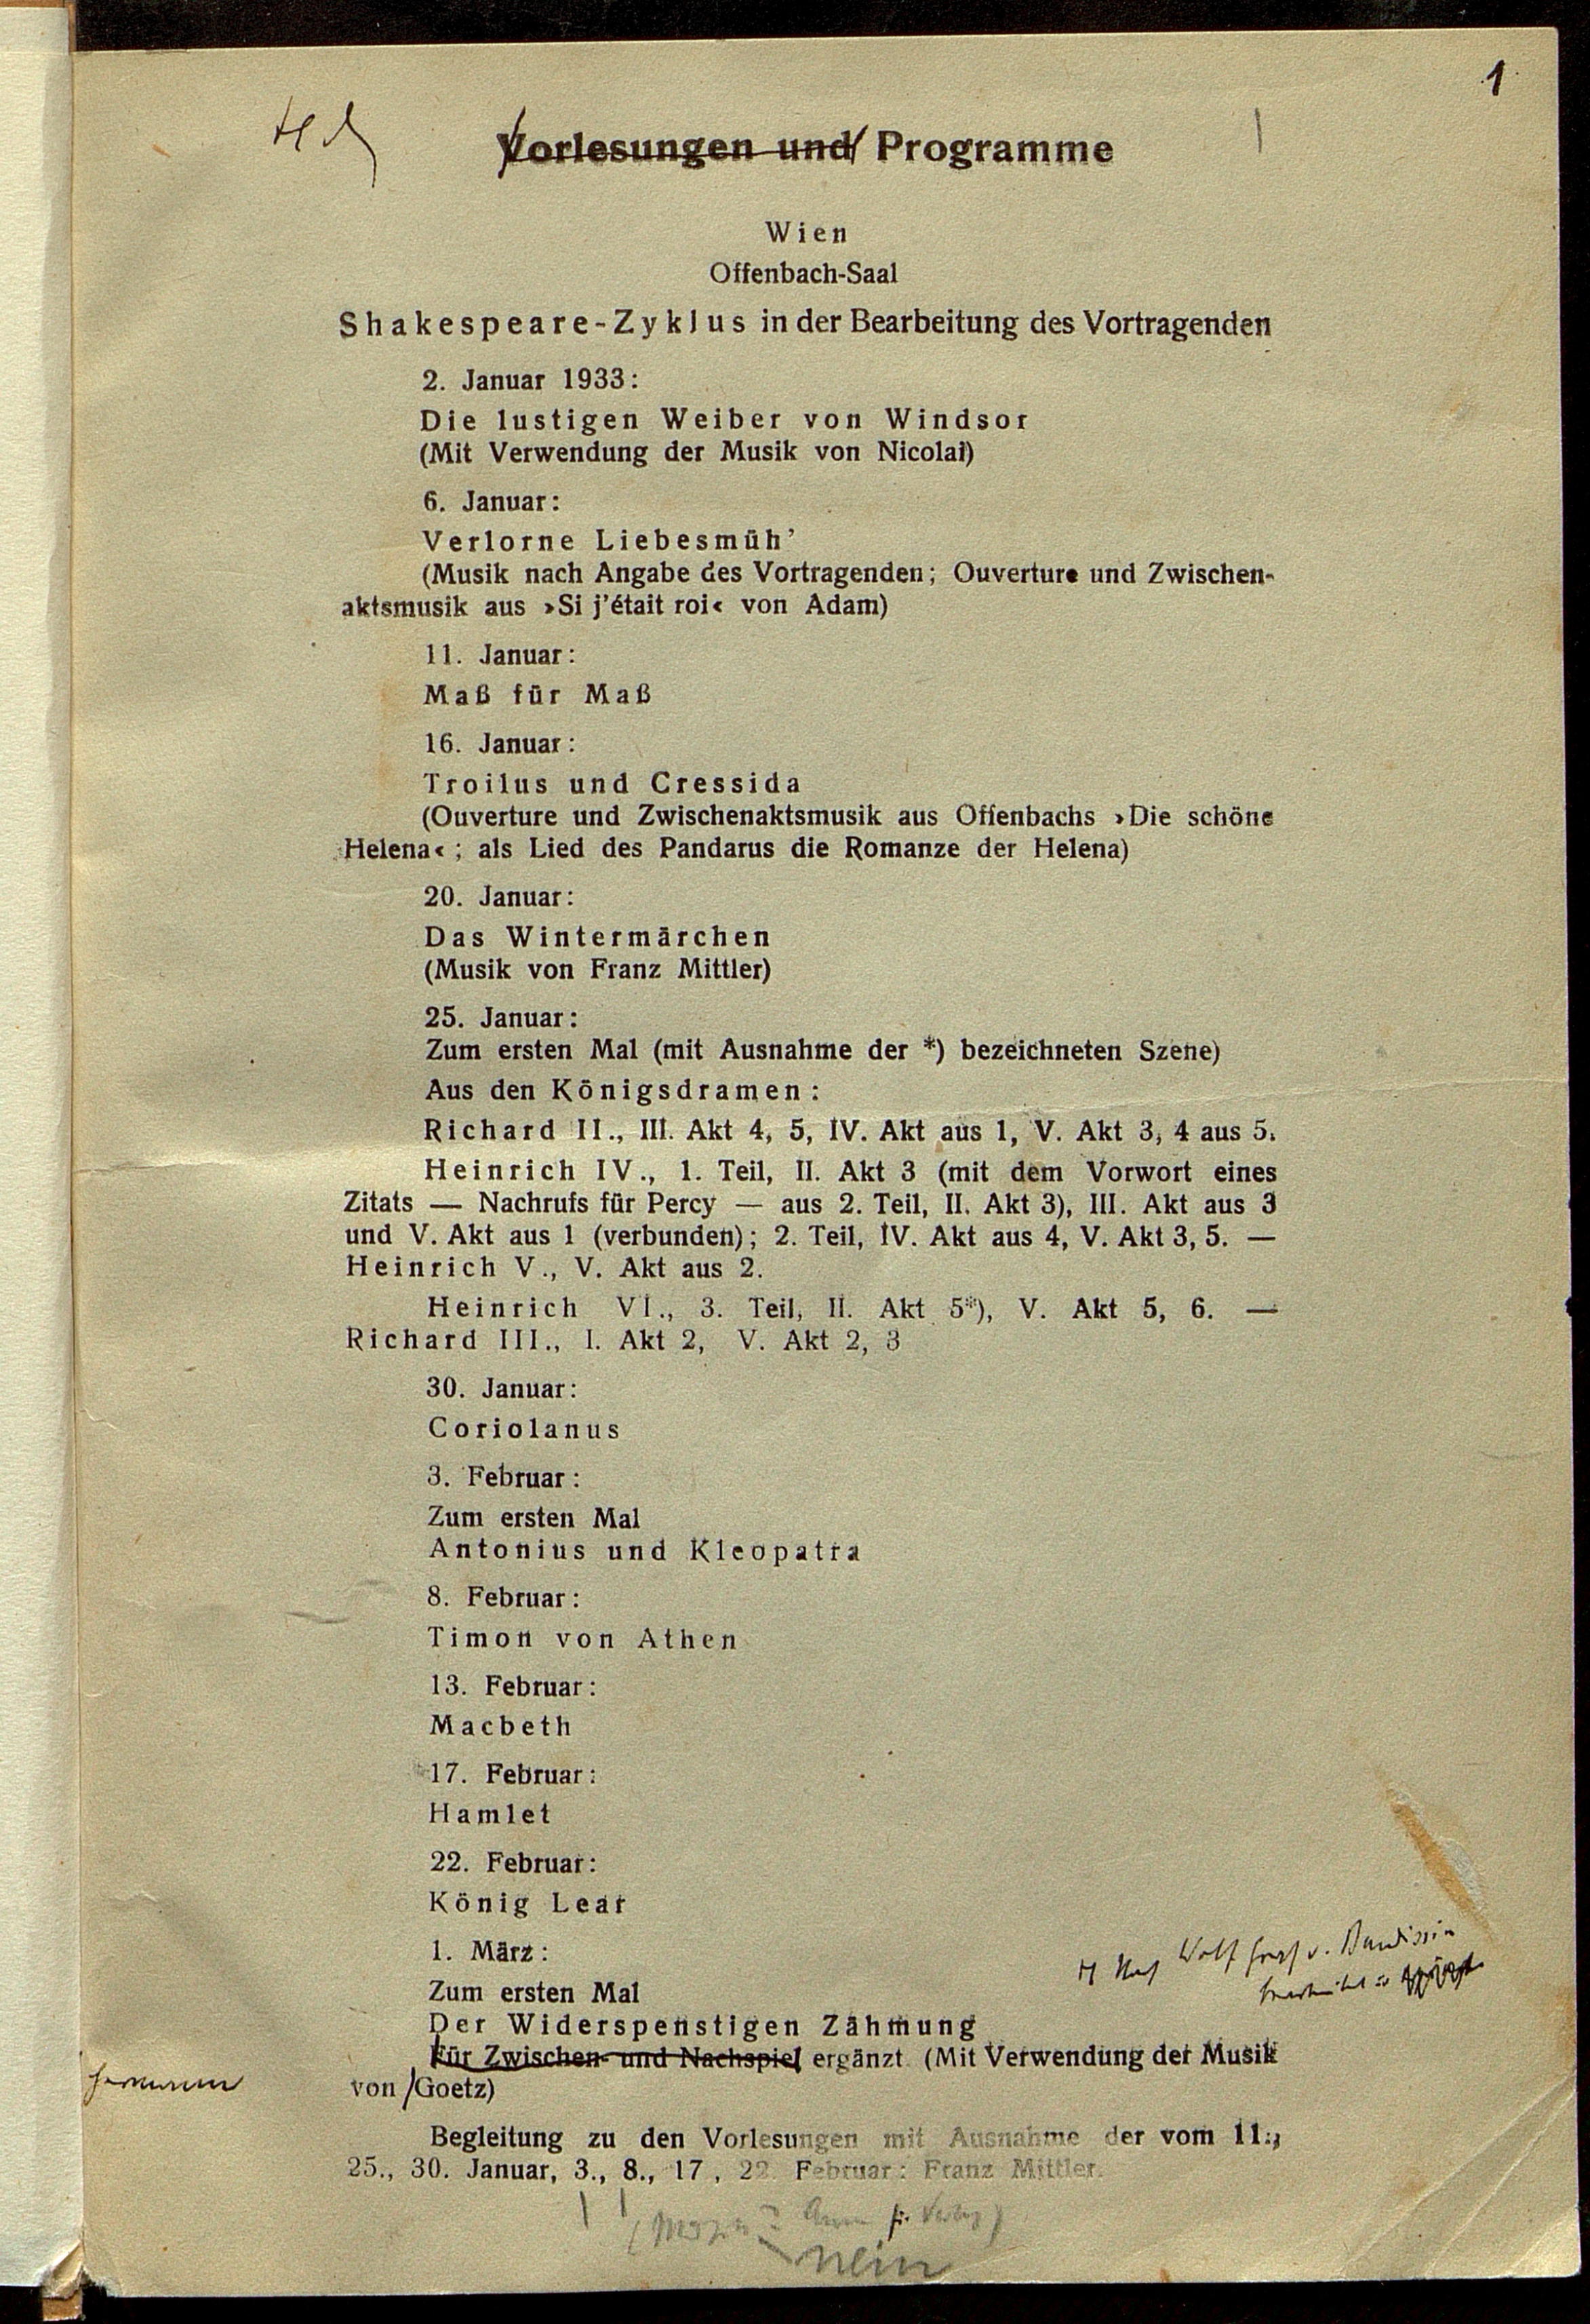 1
Vorlesungen und Programme
Wien
Offenbach-Saal
Shakespeare-Zyklus in der Bearbeitung des Vortragenden
2. Januar 1933:
Die lustigen Weiber von Windsor
(Mit Verwendung der Musik von Nicolai)
6. Januar:
Verlorne Liebesmüh’
(Musik nach Angabe des Vortragenden; Ouverture und Zwischen-
aktsmusik aus ›Si j’était roi‹ von Adam)
11. Januar:
Maß für Maß
16. Januar:
Troilus und Cressida
(Ouverture und Zwischenaktsmusik aus Offenbachs ›Die schöne
Helena‹; als Lied des Pandarus die Romanze der Helena)
20. Januar:
Das Wintermärchen
(Musik von Franz Mittler)
25. Januar:
Zum ersten Mal (mit Ausnahme der *) bezeichneten Szene)
Aus den Königsdramen:
Richard II., III. Akt 4, 5, IV. Akt aus 1, V. Akt 3, 4 aus 5.
Heinrich IV., 1. Teil, II. Akt 3 (mit dem Vorwort eines
Zitats — Nachrufs für Percy — aus 2. Teil, II. Akt 3), III. Akt aus 3
und V. Akt aus 1 (verbunden); 2. Teil, IV. Akt aus 4, V. Akt 3, 5. —
Heinrich V., V. Akt aus 2.
Heinrich VI., 3. Teil, II. Akt 5*), V. Akt 5, 6. —
Richard III., I. Akt 2, V. Akt 2, 3
30. Januar:
Coriolanus
3. Februar:
Zum ersten Mal
Antonius und Kleopatra
8. Februar:
Timon von Athen
13. Februar:
Macbeth
17. Februar:
Hamlet
22. Februar:
König Lear
1. März:
Nach Wolf Graf v. Baudissin
Zum ersten Mal
Der Widerspenstigen Zähmung
Für Zwischen- und Nachspiel ergänzt. (Mit Verwendung der Musik
von Goetz)
Hermann
Begleitung zu den Vorlesungen mit Ausnahme der vom 11.,
25., 30. Januar, 3., 8., 17., 22. Februar: Franz Mittler.
nein